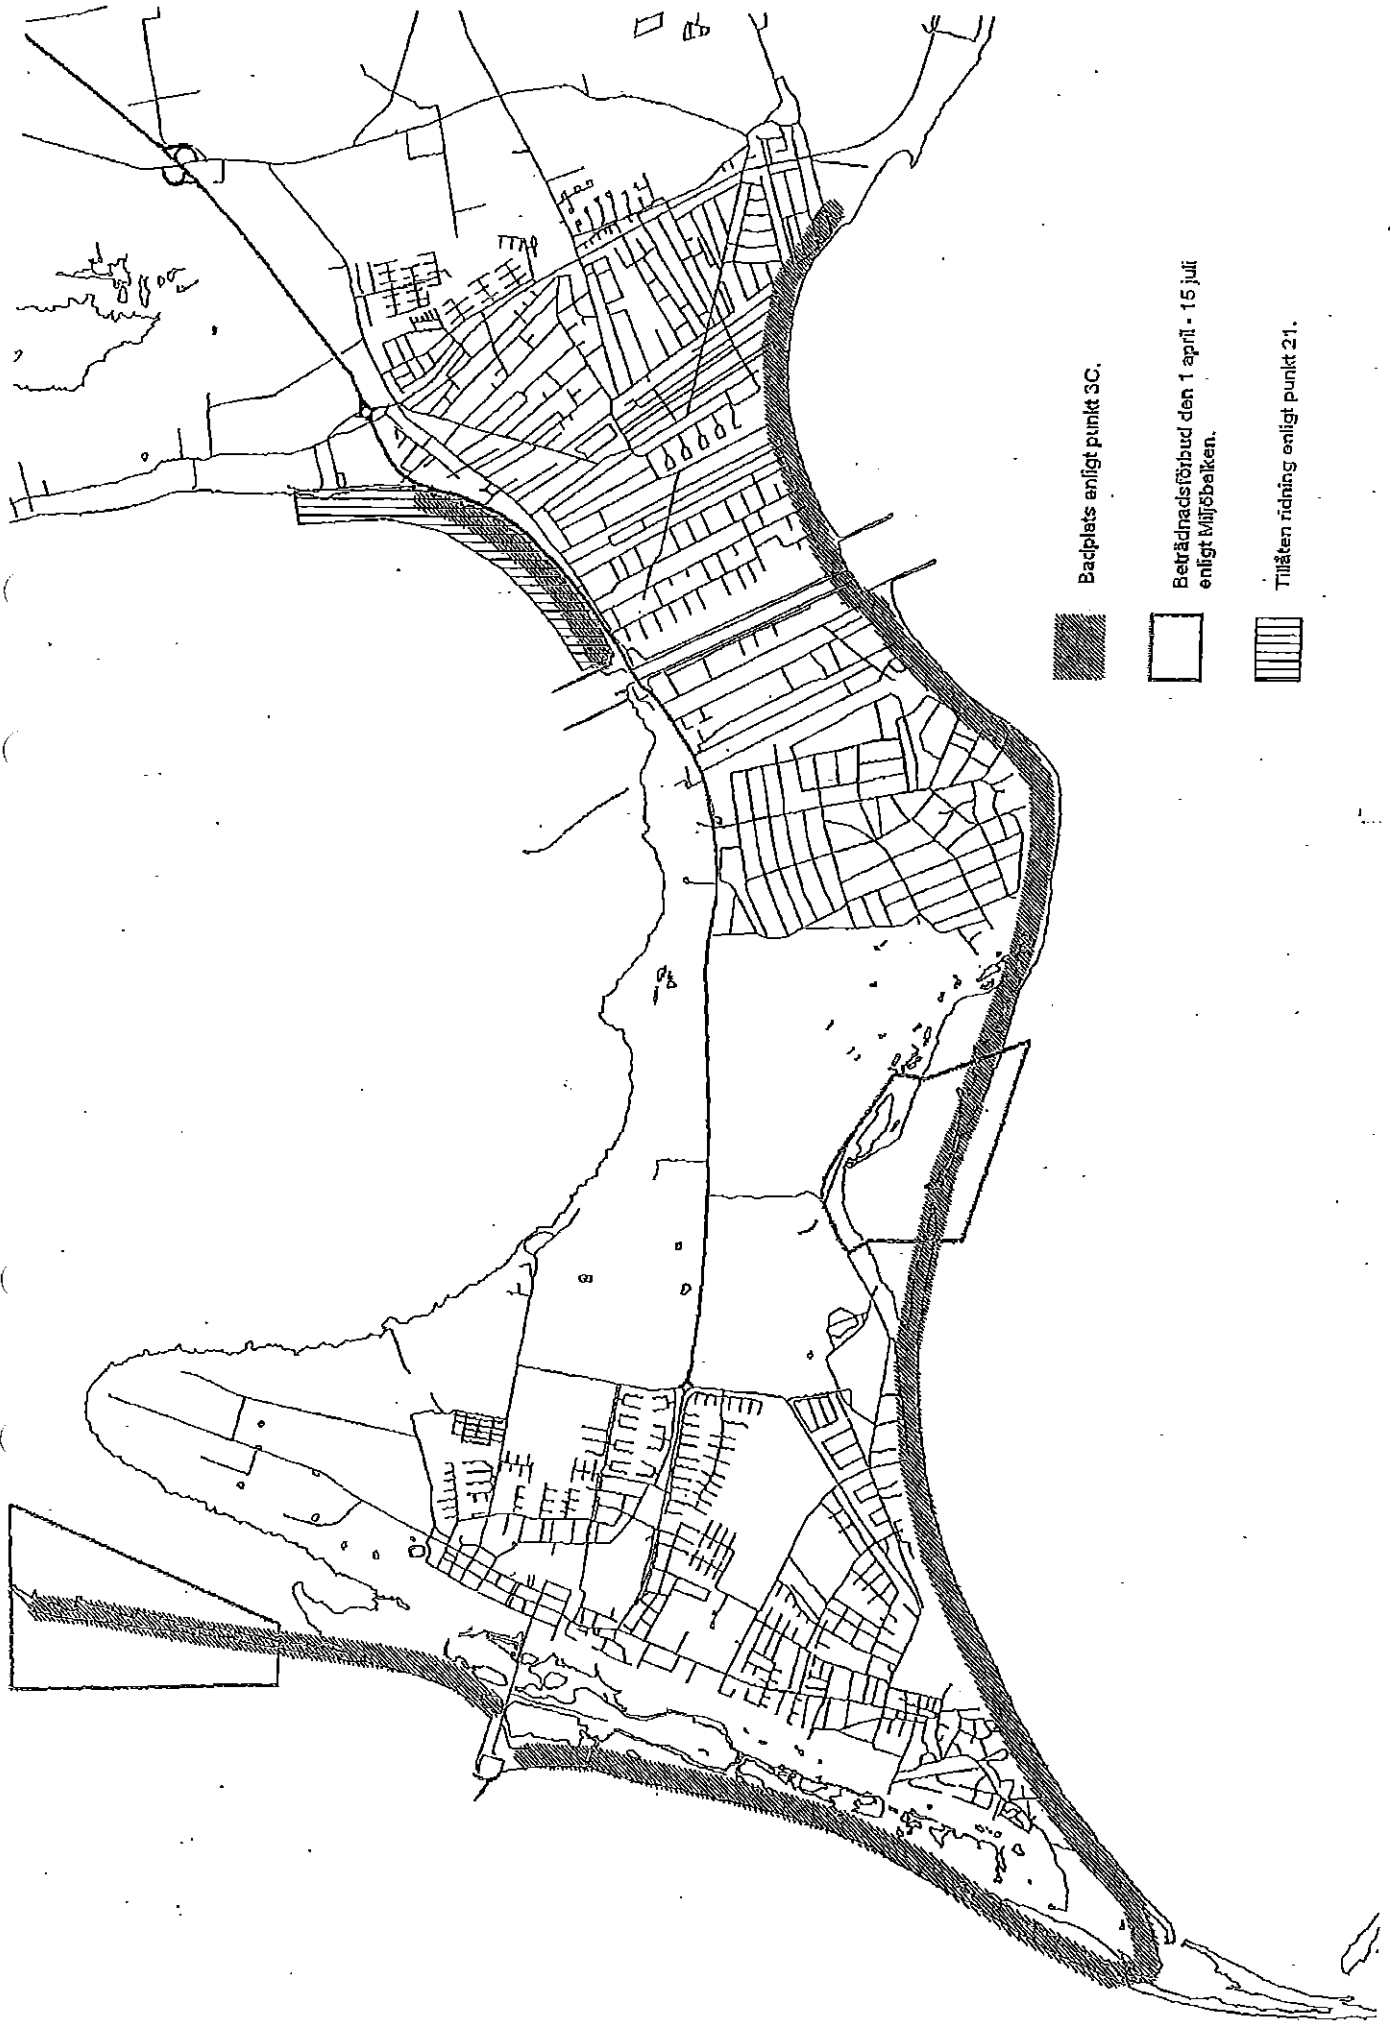 Badplats enligt punkt 3C.
Beträdnadsförbud den 1 april - 15 juli
enligt Miljöbalken.
Tillåten ridning enligt punkt 21.